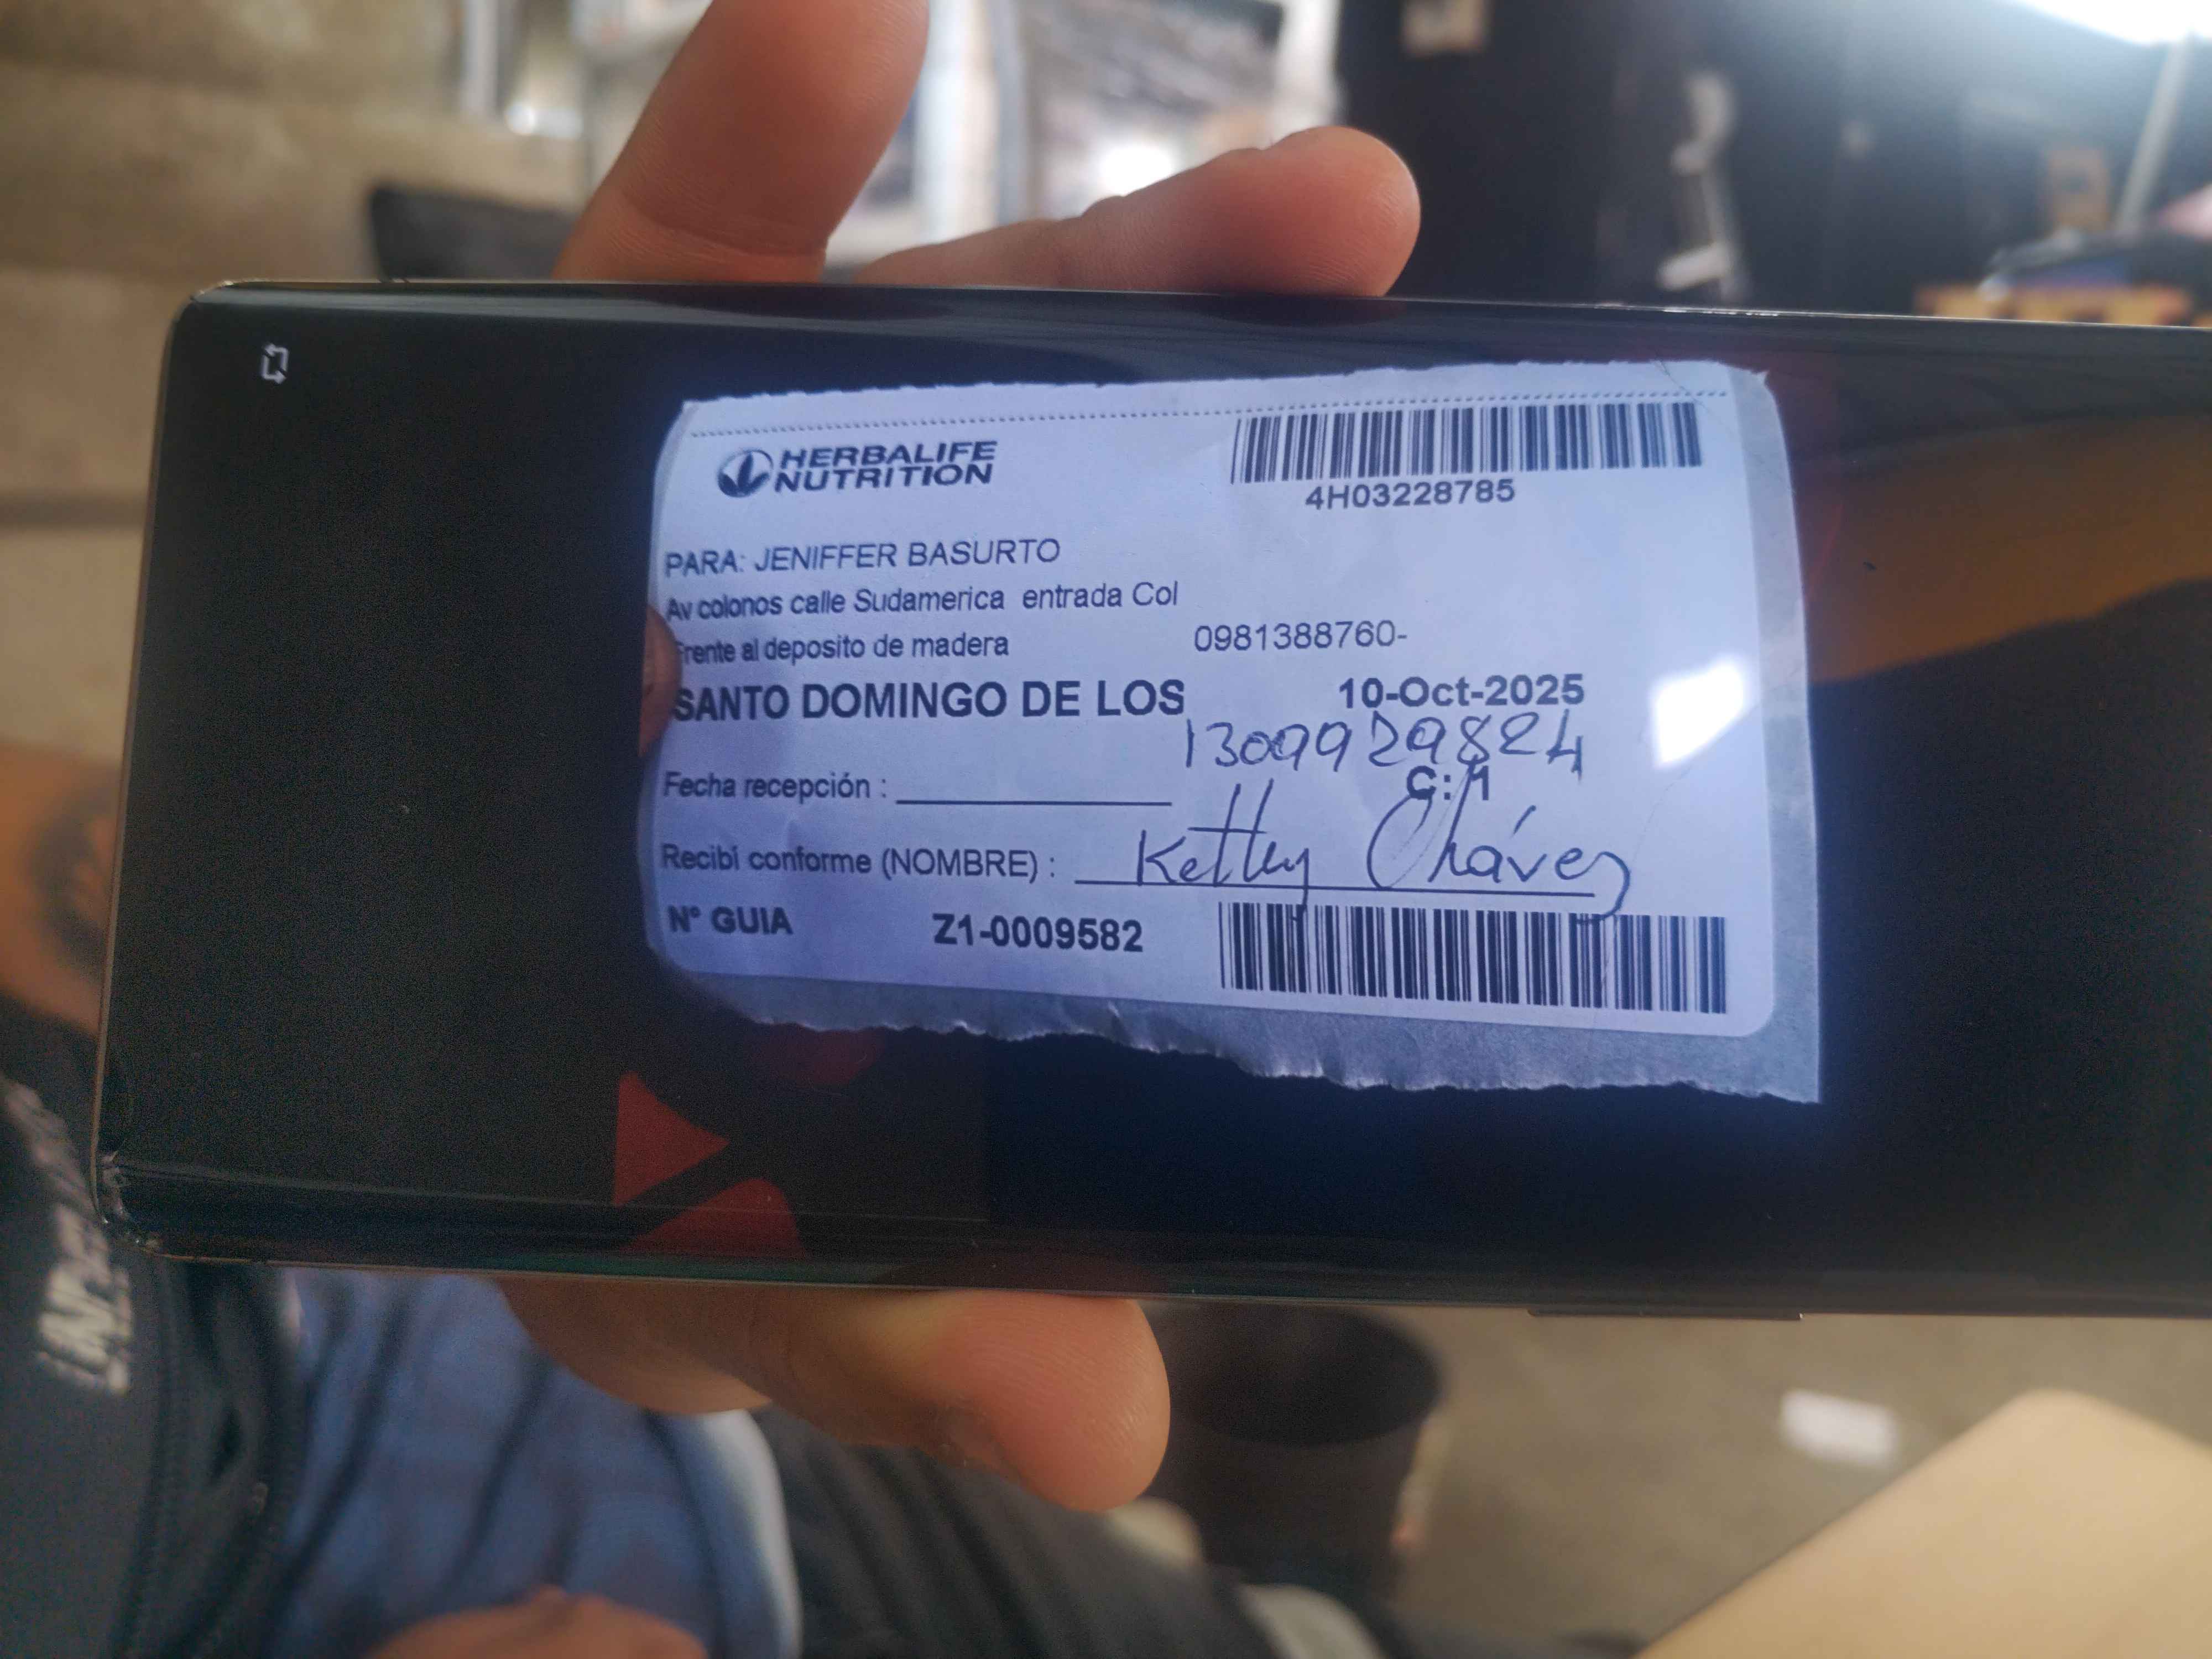 HERBALIFE
NUTRITION
4H03228785
PARA: JENIFFER BASURTO
Av colonos calle Sudamerica entrada Col
Frente al deposito de madera 0981388760-
SANTO DOMINGO DE LOS 10-Oct-2025
1309929824
Fecha recepción : C: 1
Recibí conforme (NOMBRE) : Ketty Chávez
Nº GUIA Z1-0009582